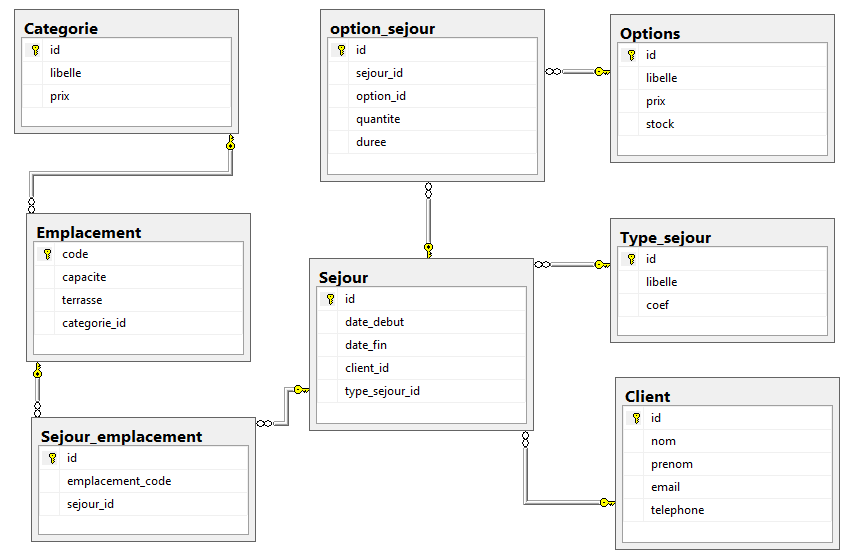 Categorie
id
libelle
prix
option_sejour
id
sejour_id
option_id
quantite
duree
Options
id
libelle
prix
stock
Emplacement
code
capacite
terrasse
categorie_id
Sejour
id
date_debut
date_fin
client_id
type_sejour_id
Type_sejour
id
libelle
coef
Sejour_emplacement
id
emplacement_code
sejour_id
Client
id
nom
prenom
email
telephone